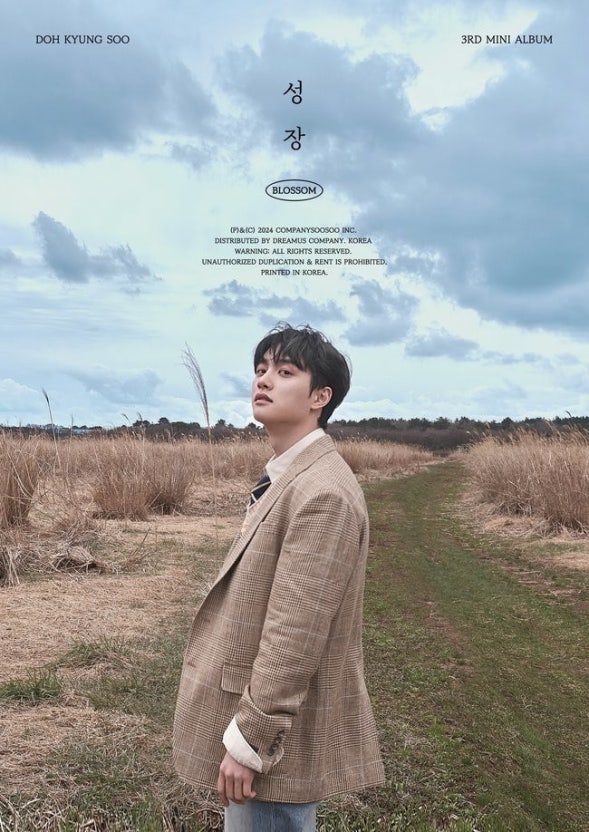 DOH KYUNG SOO
3RD MINI ALBUM
성
장
BLOSSOM
(P)&(C) 2024 COMPANYSOOSOO INC.
DISTRIBUTED BY DREAMUS COMPANY. KOREA
WARNING: ALL RIGHTS RESERVED.
UNAUTHORIZED DUPLICATION & RENT IS PROHIBITED.
PRINTED IN KOREA.